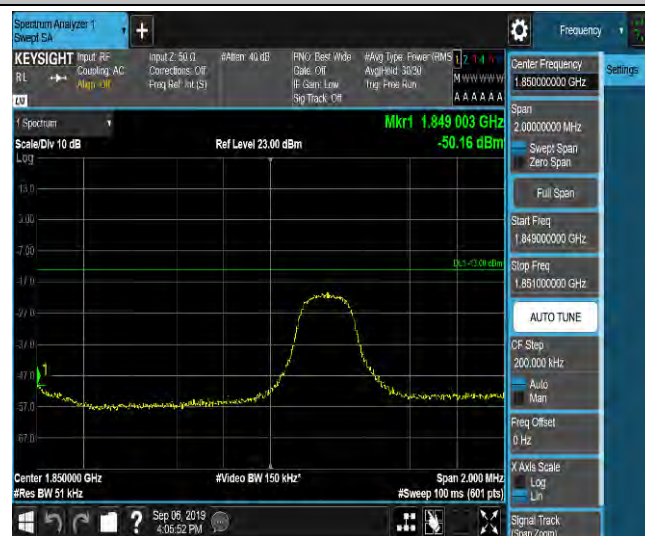 Spectrum Analyzer 1
Swept SA
+
Frequency
KEYSIGHT
RL
Input: RF
Coupling: AC
Align: Off
Input Z: 50 Ω
Corrections: Off
Freq Ref: Int (S)
#Atten: 40 dB
PNO: Best Wide
Gate: Off
IF Gain: Low
Sig Track: Off
#Avg Type: Power (RMS
Avg|Hold: 30/30
Trig: Free Run
M W W W W W
A A A A A A
LW
1 Spectrum
Scale/Div 10 dB
Log
Ref Level 23.00 dBm
Mkr1 1.849 003 GHz
-50.16 dBm
13.0
3.00
-7.00
DL1 -13.00 dBm
-17.0
-27.0
-37.0
-47.0
1
-57.0
-67.0
Center 1.850000 GHz
#Res BW 51 kHz
#Video BW 150 kHz*
Span 2.000 MHz
#Sweep 100 ms (601 pts)
?
Sep 06, 2019
4:05:52 PM
Center Frequency
1.850000000 GHz
Settings
Span
2.00000000 MHz
Swept Span
Zero Span
Full Span
Start Freq
1.849000000 GHz
Stop Freq
1.851000000 GHz
AUTO TUNE
CF Step
200.000 kHz
Auto
Man
Freq Offset
0 Hz
X Axis Scale
Log
Lin
Signal Track
(Span Zoom)